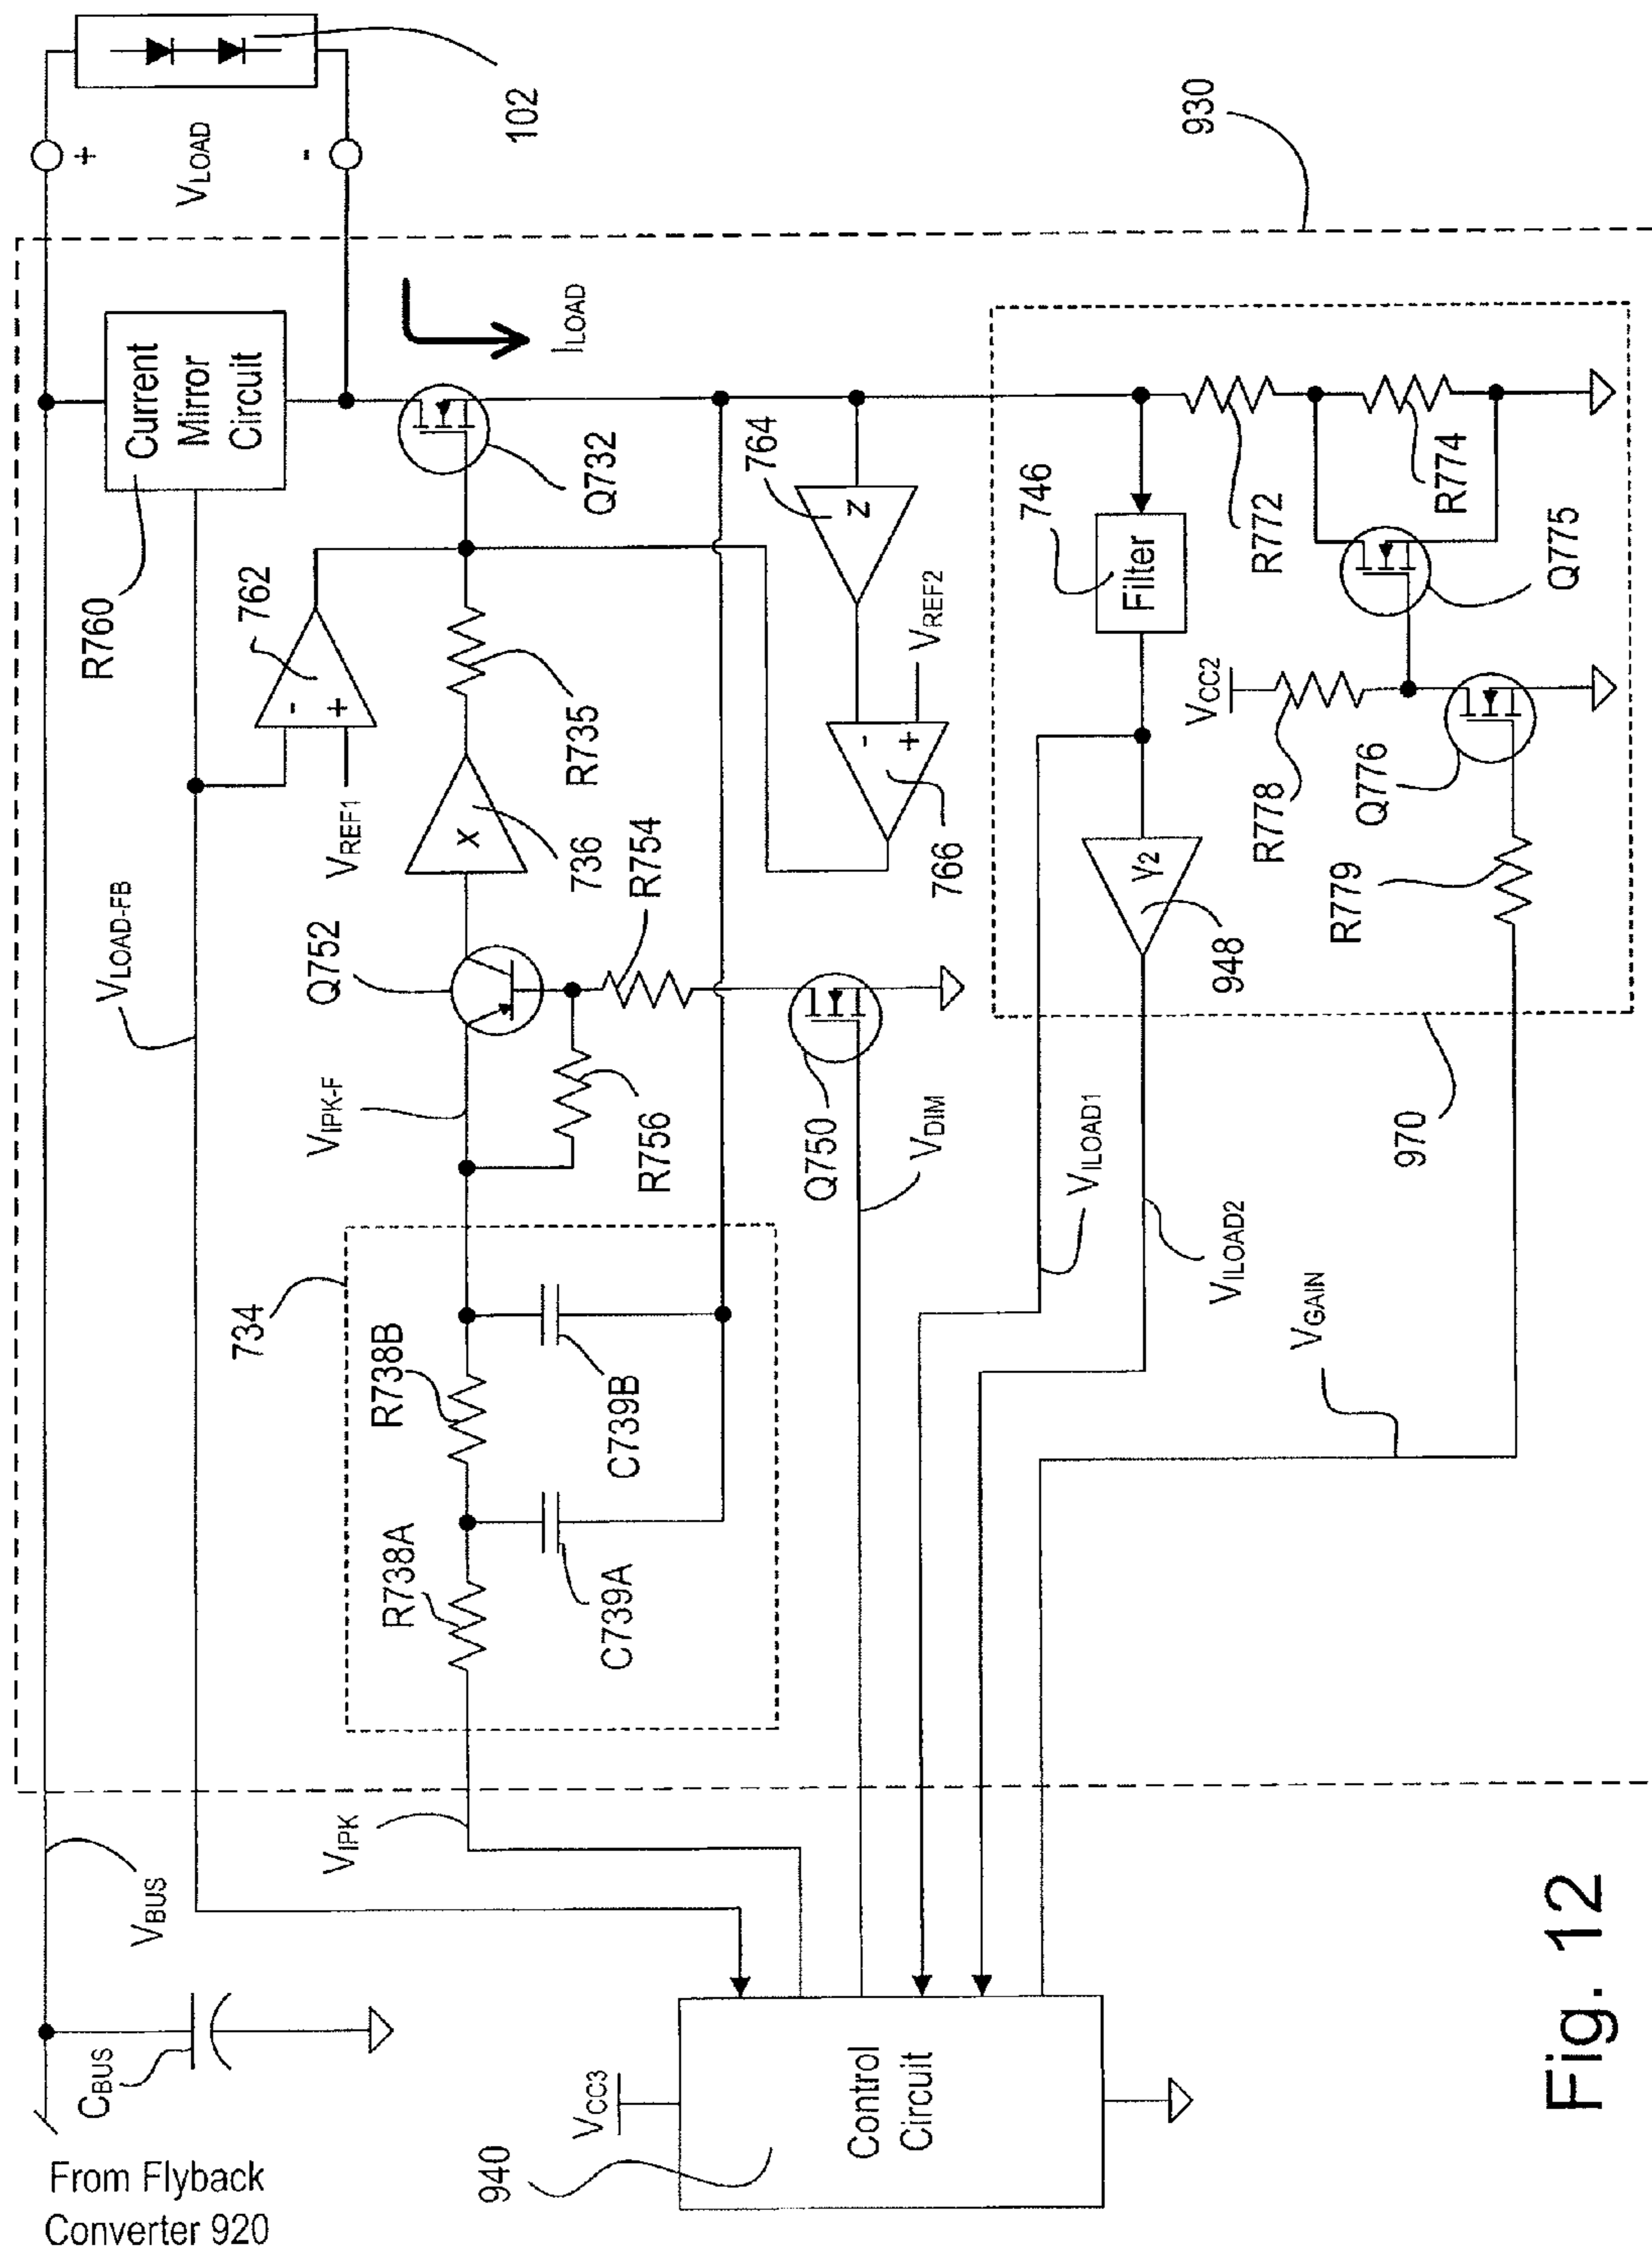 From Flyback
Converter 920
CBUS
VBUS
VLOAD-FB
R760
Current
Mirror
Circuit
+
VLOAD
-
102
930
ILOAD
762
-
+
VREF1
VIPK
734
R738A
R738B
C739A
C739B
VIPK-F
R756
Q752
R754
736
X
R735
Q732
764
Z
VREF2
-
+
766
Q750
VDIM
940
VCC3
Control
Circuit
VILOAD1
VILOAD2
VGAIN
970
948
Y2
746
Filter
R772
R774
Q775
VCC2
R778
Q776
R779
Fig. 12